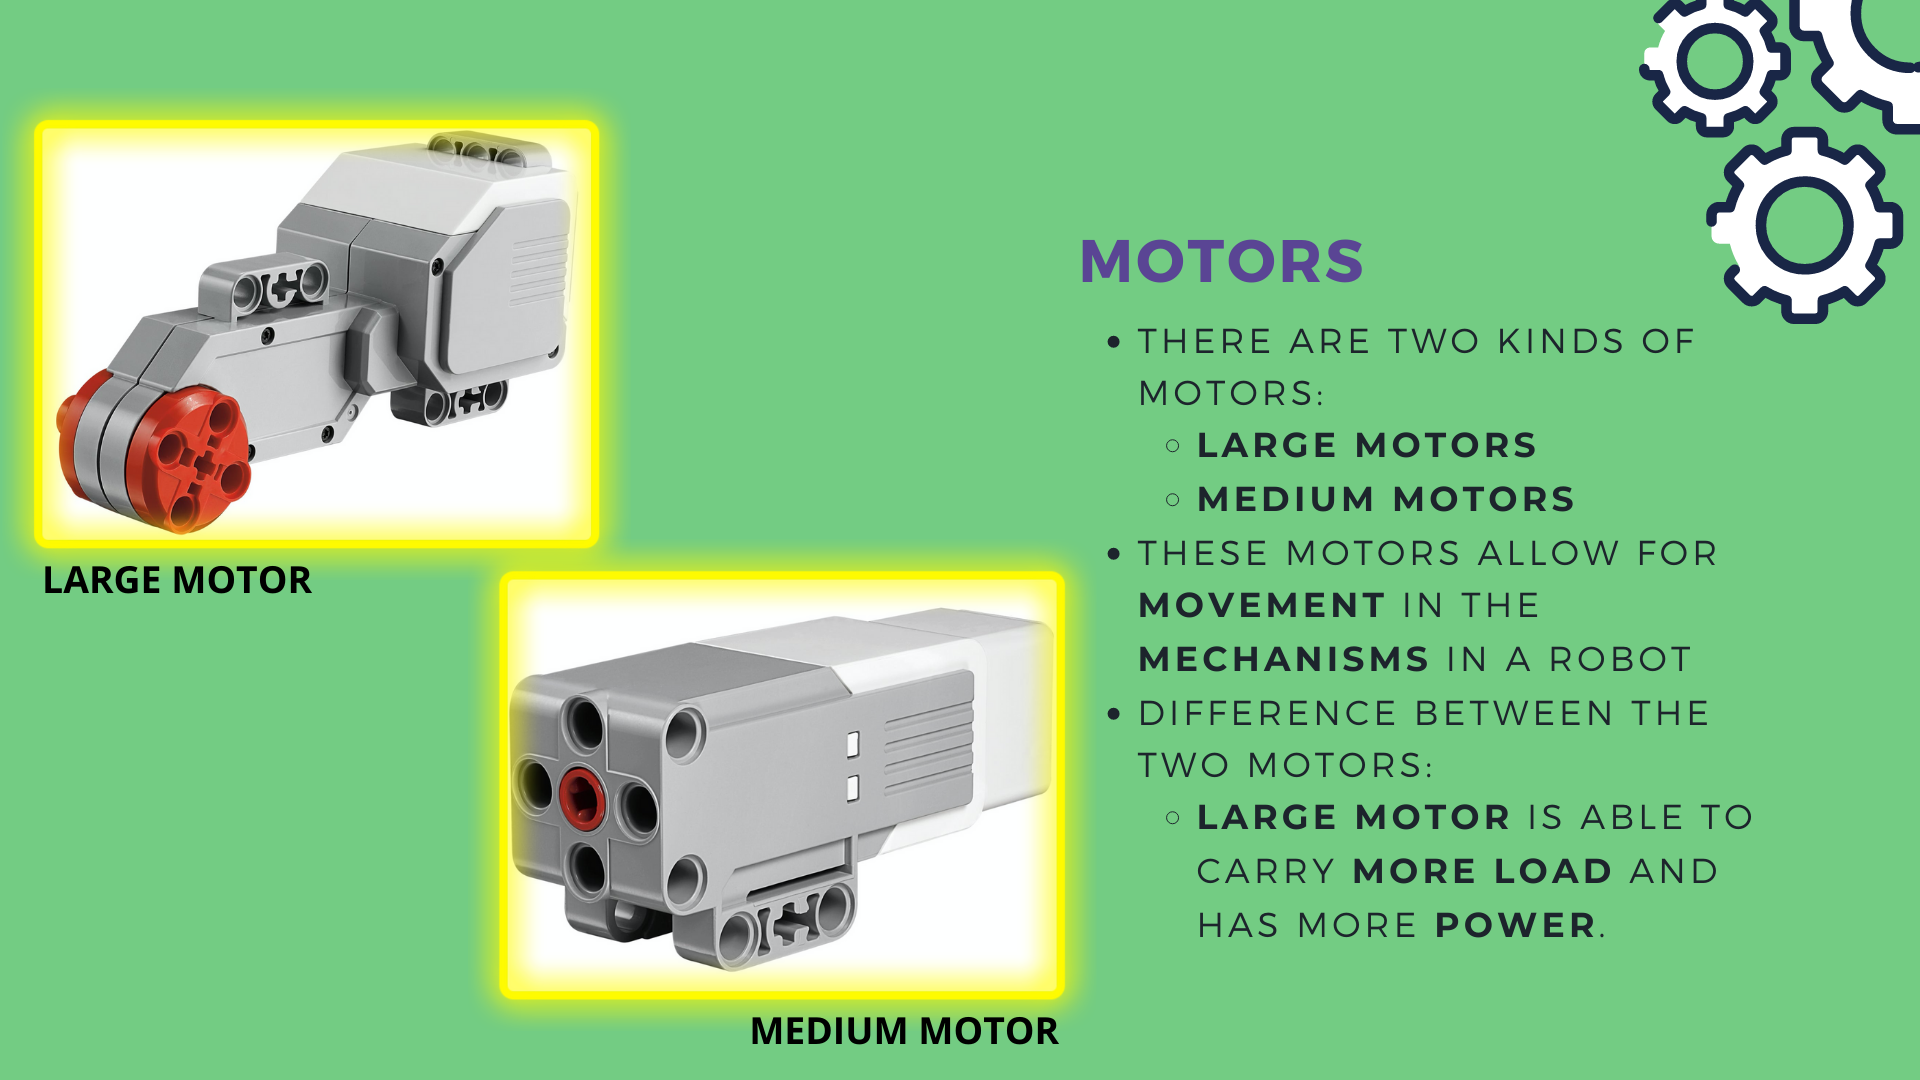 LARGE MOTOR
MEDIUM MOTOR
MOTORS
THERE ARE TWO KINDS OF
MOTORS:
LARGE MOTORS
MEDIUM MOTORS
THESE MOTORS ALLOW FOR
MOVEMENT IN THE
MECHANISMS IN A ROBOT
DIFFERENCE BETWEEN THE
TWO MOTORS:
LARGE MOTOR IS ABLE TO
CARRY MORE LOAD AND
HAS MORE POWER.